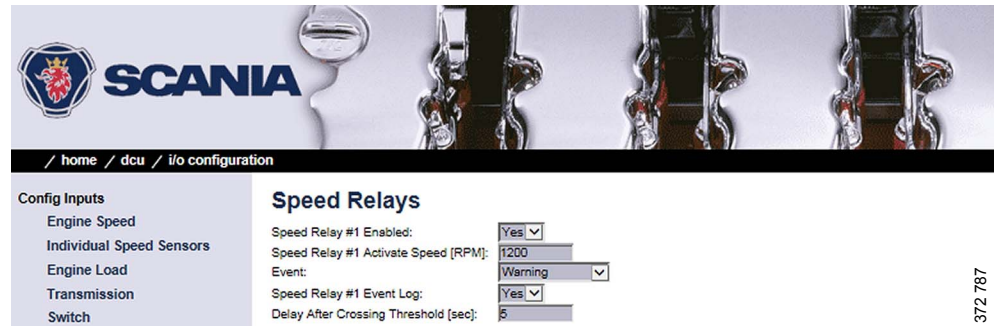 SCANIA
/ home / dcu / i/o configuration
Config Inputs
Engine Speed
Individual Speed Sensors
Engine Load
Transmission
Switch
Speed Relays
Speed Relay #1 Enabled: Yes
Speed Relay #1 Activate Speed [RPM]: 1200
Event: Warning
Speed Relay #1 Event Log: Yes
Delay After Crossing Threshold [sec]: 5
372 787